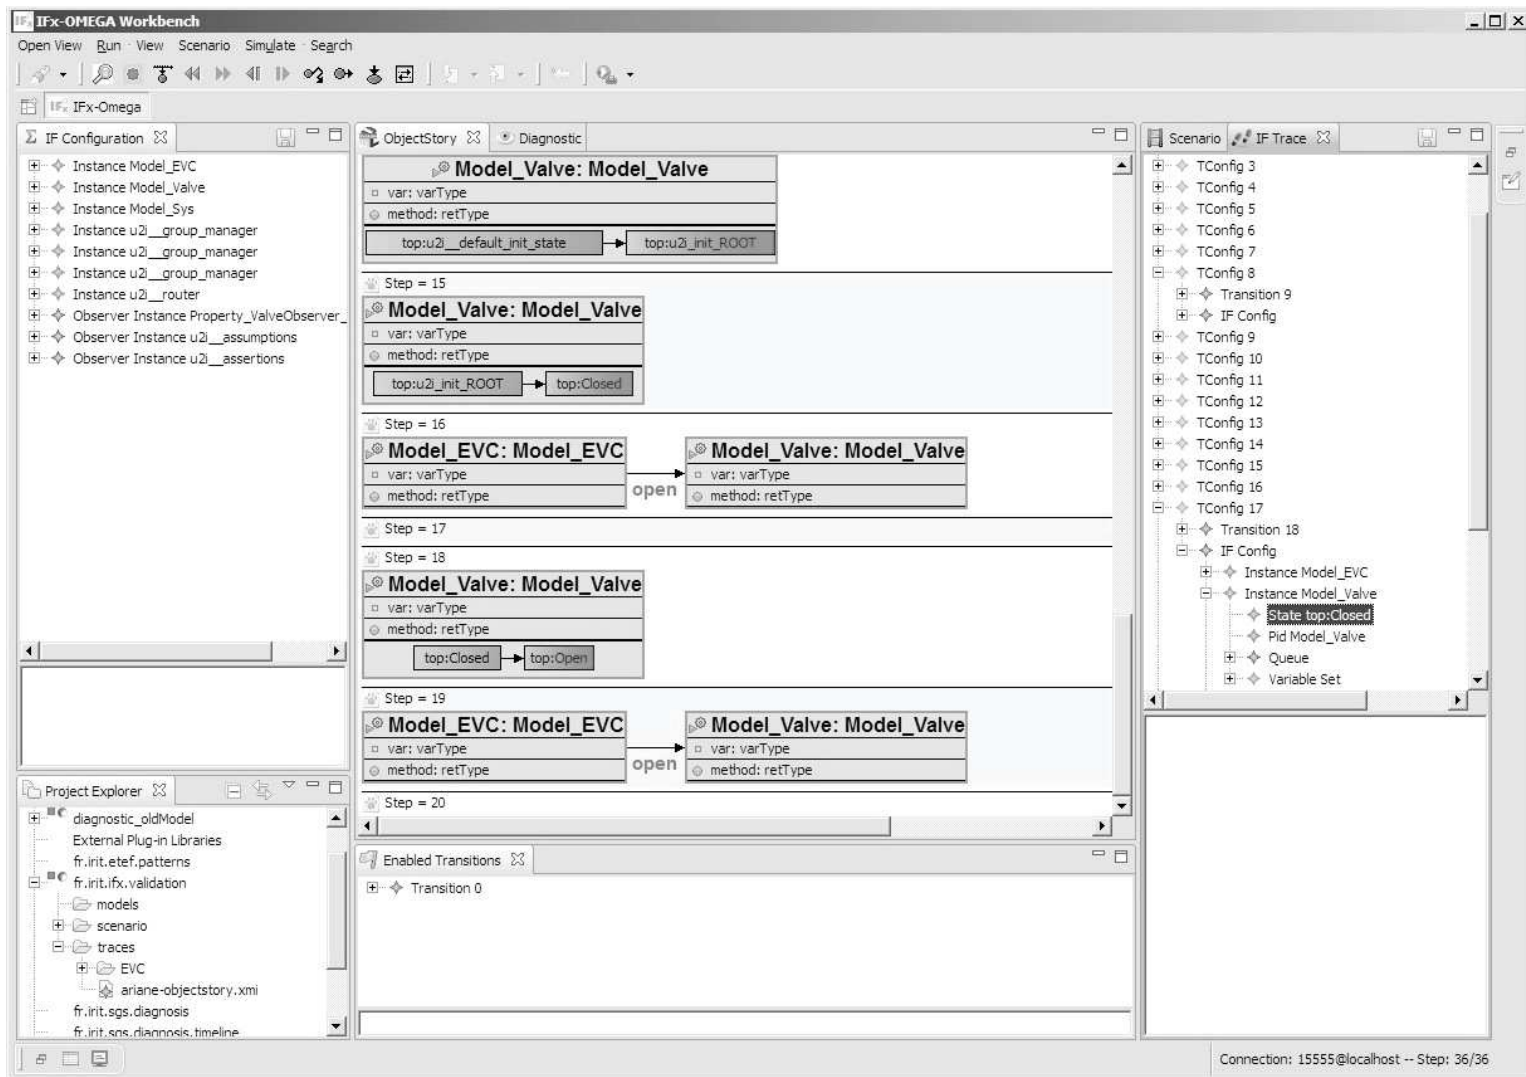 IFx IFx-OMEGA Workbench
Open View Run View Scenario Simulate Search
IFx IFx-Omega
IF Configuration
Instance Model_EVC
Instance Model_Valve
Instance Model_Sys
Instance u2i__group_manager
Instance u2i__group_manager
Instance u2i__group_manager
Instance u2i__router
Observer Instance Property_ValveObserver_
Observer Instance u2i__assumptions
Observer Instance u2i__assertions
Project Explorer
diagnostic_oldModel
External Plug-in Libraries
fr.irit.etef.patterns
fr.irit.ifx.validation
models
scenario
traces
EVC
ariane-objectstory.xmi
fr.irit.sgs.diagnosis
fr.irit.sgs.diagnosis.timeline
ObjectStory Diagnostic
Model_Valve: Model_Valve
var: varType
method: retType
top:u2i__default_init_state top:u2i_init_ROOT
Step = 15
Model_Valve: Model_Valve
var: varType
method: retType
top:u2i_init_ROOT top:Closed
Step = 16
Model_EVC: Model_EVC Model_Valve: Model_Valve
var: varType var: varType
method: retType open method: retType
Step = 17
Step = 18
Model_Valve: Model_Valve
var: varType
method: retType
top:Closed top:Open
Step = 19
Model_EVC: Model_EVC Model_Valve: Model_Valve
var: varType var: varType
method: retType open method: retType
Step = 20
Enabled Transitions
Transition 0
Scenario IF Trace
TConfig 3
TConfig 4
TConfig 5
TConfig 6
TConfig 7
TConfig 8
Transition 9
IF Config
TConfig 9
TConfig 10
TConfig 11
TConfig 12
TConfig 13
TConfig 14
TConfig 15
TConfig 16
TConfig 17
Transition 18
IF Config
Instance Model_EVC
Instance Model_Valve
State top:Closed
Pid Model_Valve
Queue
Variable Set
Connection: 15555@localhost -- Step: 36/36